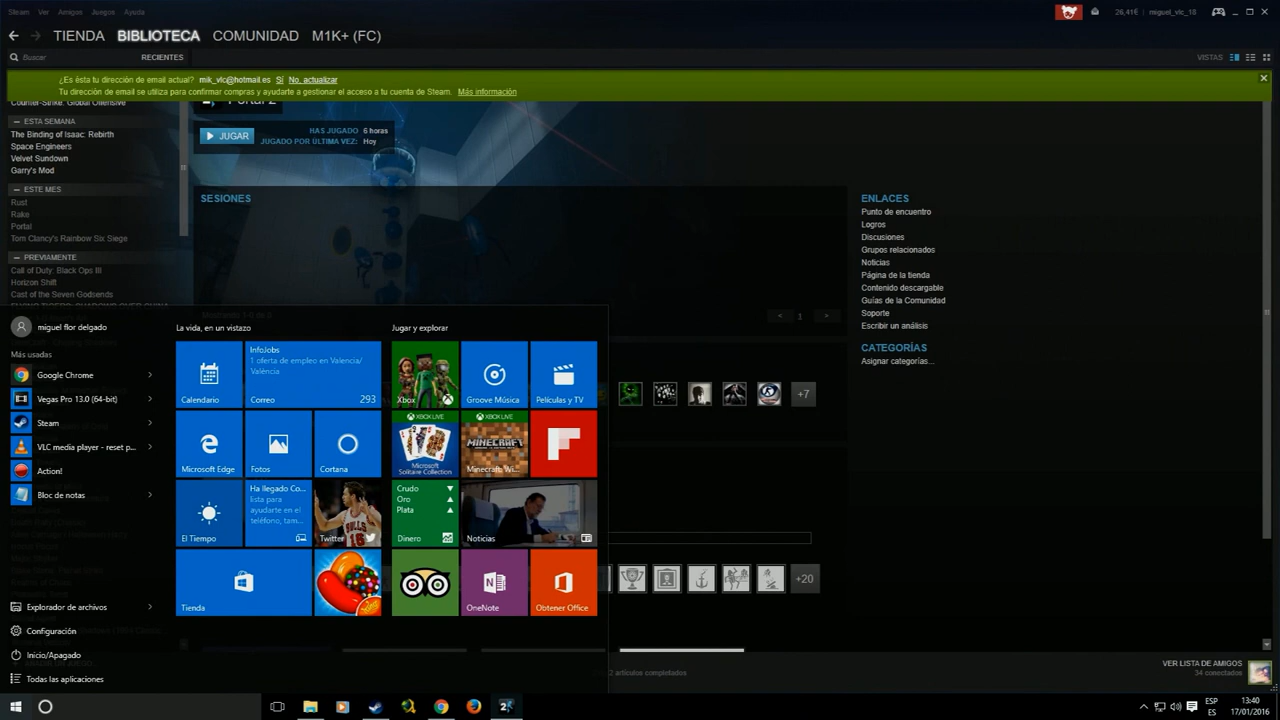 Steam Ver Amigos Juegos Ayuda
26,41€ miguel_vlc_18
TIENDA BIBLIOTECA COMUNIDAD M1K+ (FC)
Buscar RECIENTES VISTAS
¿Es ésta tu dirección de email actual? mik_vlc@hotmail.es Sí No, actualizar
Tu dirección de email se utiliza para confirmar compras y ayudarte a gestionar el acceso a tu cuenta de Steam. Más información
Counter-Strike: Global Offensive
Portal 2
ESTA SEMANA
The Binding of Isaac: Rebirth
Space Engineers
Velvet Sundown
Garry's Mod
ESTE MES
Rust
Rake
Portal
Tom Clancy's Rainbow Six Siege
PREVIAMENTE
Call of Duty: Black Ops III
Horizon Shift
Cast of the Seven Godsends
JUGAR
HAS JUGADO 6 horas
JUGADO POR ÚLTIMA VEZ: Hoy
SESIONES
< 1 >
+7
+20
ENLACES
Punto de encuentro
Logros
Discusiones
Grupos relacionados
Noticias
Página de la tienda
Contenido descargable
Guías de la Comunidad
Soporte
Escribir un análisis
CATEGORÍAS
Asignar categorías...
miguel flor delgado
Más usadas
Google Chrome
Vegas Pro 13.0 (64-bit)
Steam
VLC media player - reset p...
Action!
Bloc de notas
Explorador de archivos
Configuración
Inicio/Apagado
Todas las aplicaciones
La vida, en un vistazo
Calendario
InfoJobs
1 oferta de empleo en Valencia/
València
Correo 293
Microsoft Edge
Fotos
Cortana
El Tiempo
Ha llegado Co...
lista para
ayudarte en el
teléfono, tam...
BULLS
Twitter
Tienda
Jugar y explorar
Xbox
Groove Música
Películas y TV
XBOX LIVE
Microsoft
Solitaire Collection
XBOX LIVE
MINECRAFT
Minecraft: Wi...
Crudo
Oro
Plata
Dinero
Noticias
OneNote
Obtener Office
2 artículos completados
VER LISTA DE AMIGOS
34 conectados
ESP
ES
13:40
17/01/2016